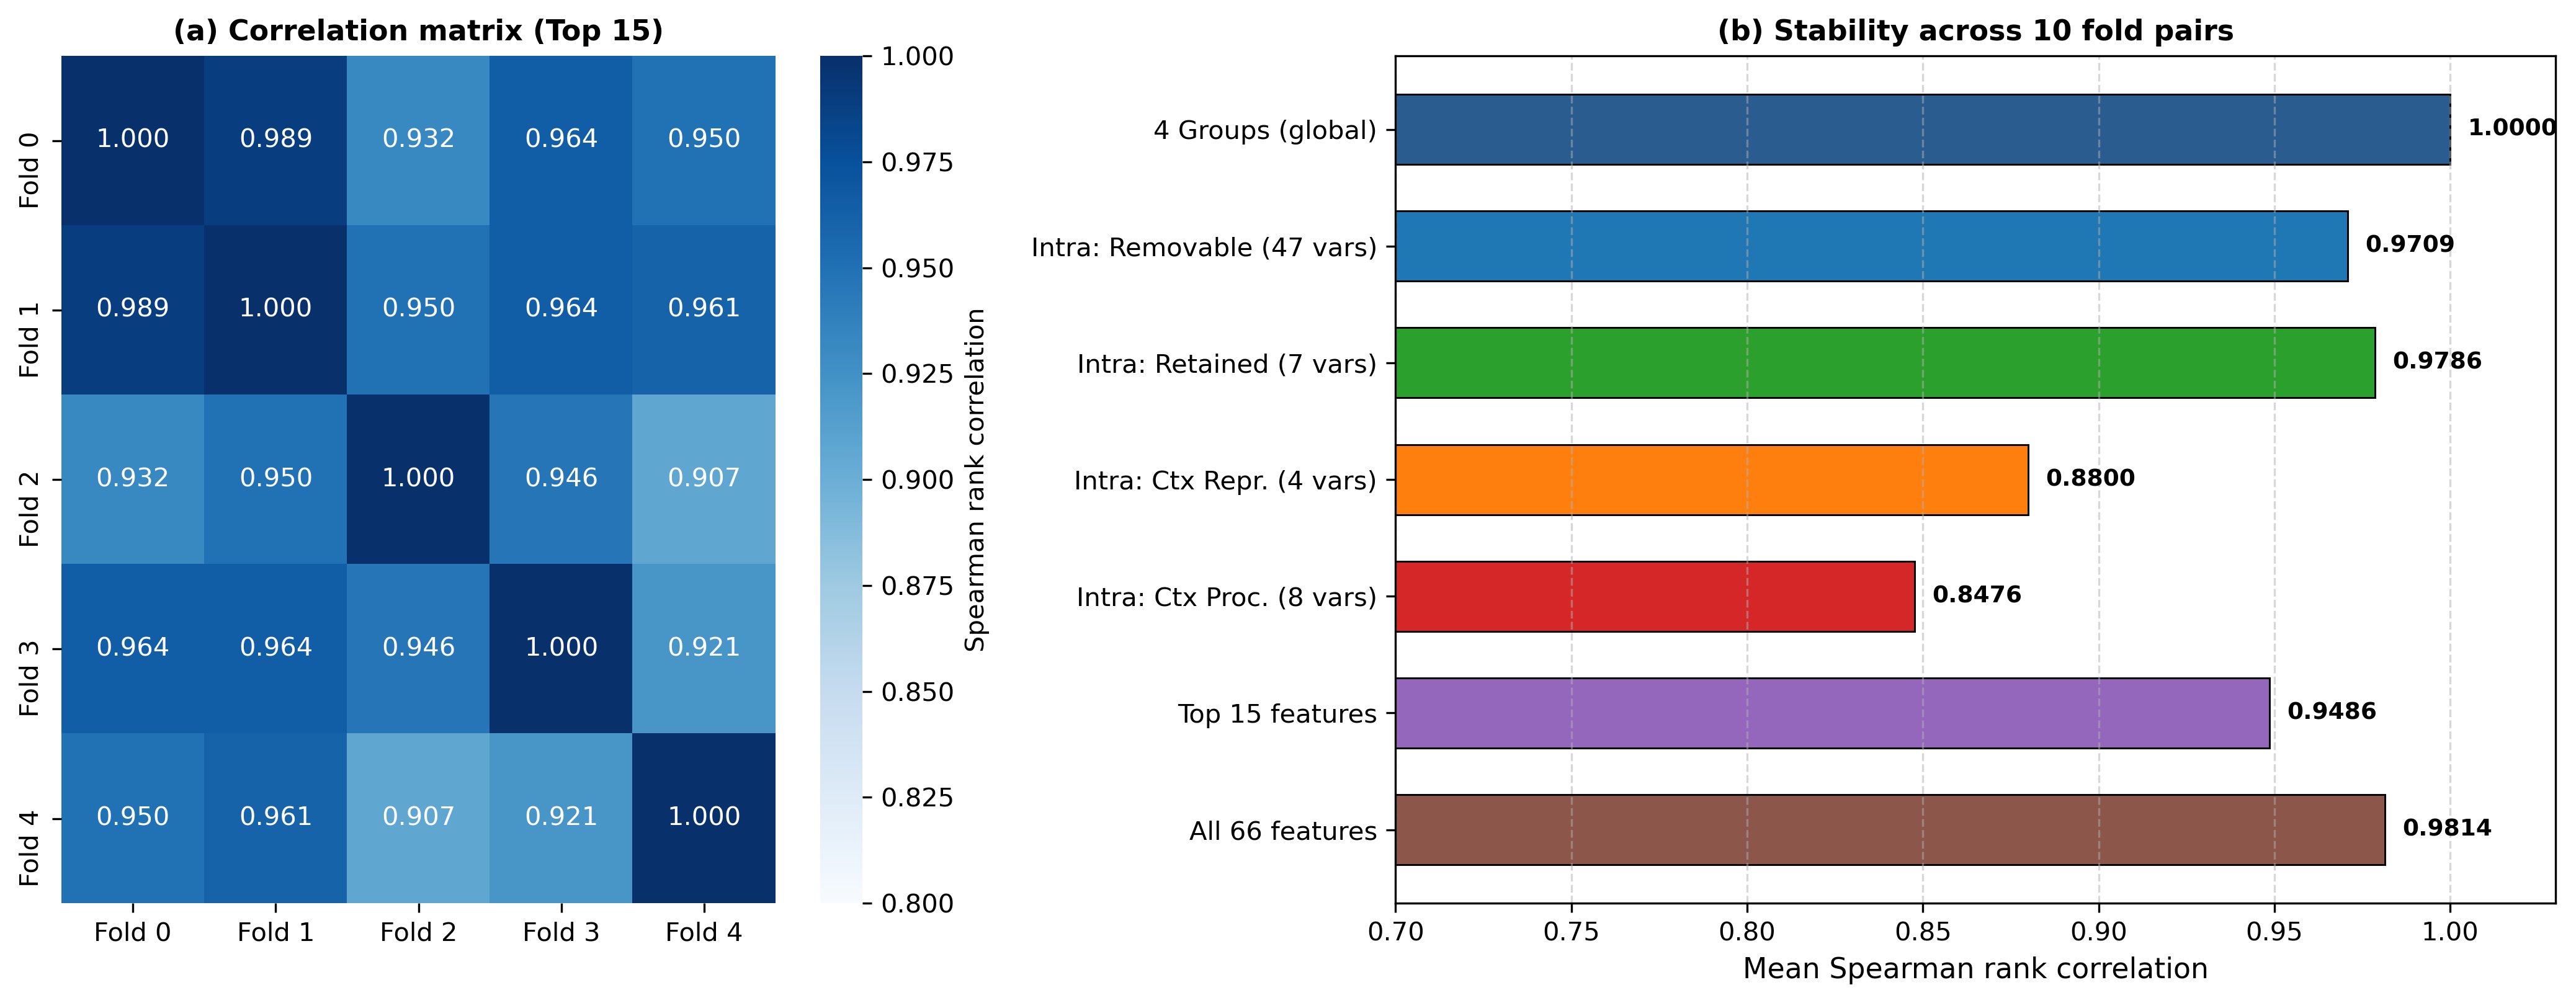 (a) Correlation matrix (Top 15)
Fold 0
1.000 0.989 0.932 0.964 0.950
Fold 1
0.989 1.000 0.950 0.964 0.961
Fold 2
0.932 0.950 1.000 0.946 0.907
Fold 3
0.964 0.964 0.946 1.000 0.921
Fold 4
0.950 0.961 0.907 0.921 1.000
Fold 0 Fold 1 Fold 2 Fold 3 Fold 4
1.000
0.975
0.950
0.925
0.900
0.875
0.850
0.825
0.800
Spearman rank correlation
(b) Stability across 10 fold pairs
4 Groups (global) 1.0000
Intra: Removable (47 vars) 0.9709
Intra: Retained (7 vars) 0.9786
Intra: Ctx Repr. (4 vars) 0.8800
Intra: Ctx Proc. (8 vars) 0.8476
Top 15 features 0.9486
All 66 features 0.9814
0.70 0.75 0.80 0.85 0.90 0.95 1.00
Mean Spearman rank correlation